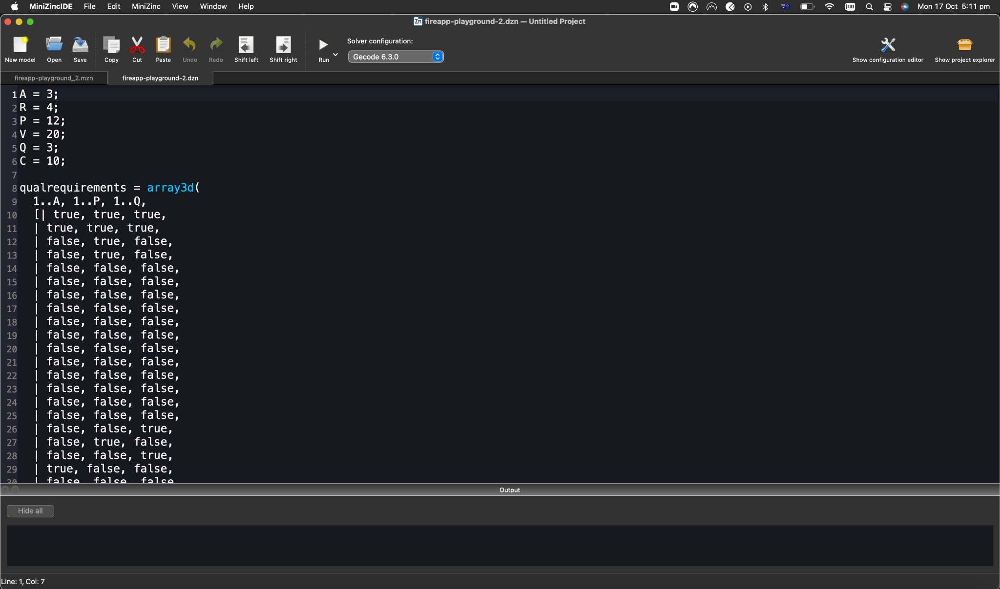 MiniZincIDE File Edit MiniZinc View Window Help Mon 17 Oct 5:11 pm
Zn fireapp-playground-2.dzn — Untitled Project
New model Open Save Copy Cut Paste Undo Redo Shift left Shift right Run
Solver configuration:
Gecode 6.3.0
Show configuration editor Show project explorer
fireapp-playground_2.mzn fireapp-playground-2.dzn
1 A = 3;
2 R = 4;
3 P = 12;
4 V = 20;
5 Q = 3;
6 C = 10;
7
8 qualrequirements = array3d(
9 1..A, 1..P, 1..Q,
10 [| true, true, true,
11 | true, true, true,
12 | false, true, false,
13 | false, true, false,
14 | false, false, false,
15 | false, false, false,
16 | false, false, false,
17 | false, false, false,
18 | false, false, false,
19 | false, false, false,
20 | false, false, false,
21 | false, false, false,
22 | false, false, false,
23 | false, false, false,
24 | false, false, false,
25 | false, false, false,
26 | false, false, true,
27 | false, true, false,
28 | false, false, true,
29 | true, false, false,
30 | false, false, false
Output
Hide all
Line: 1, Col: 7